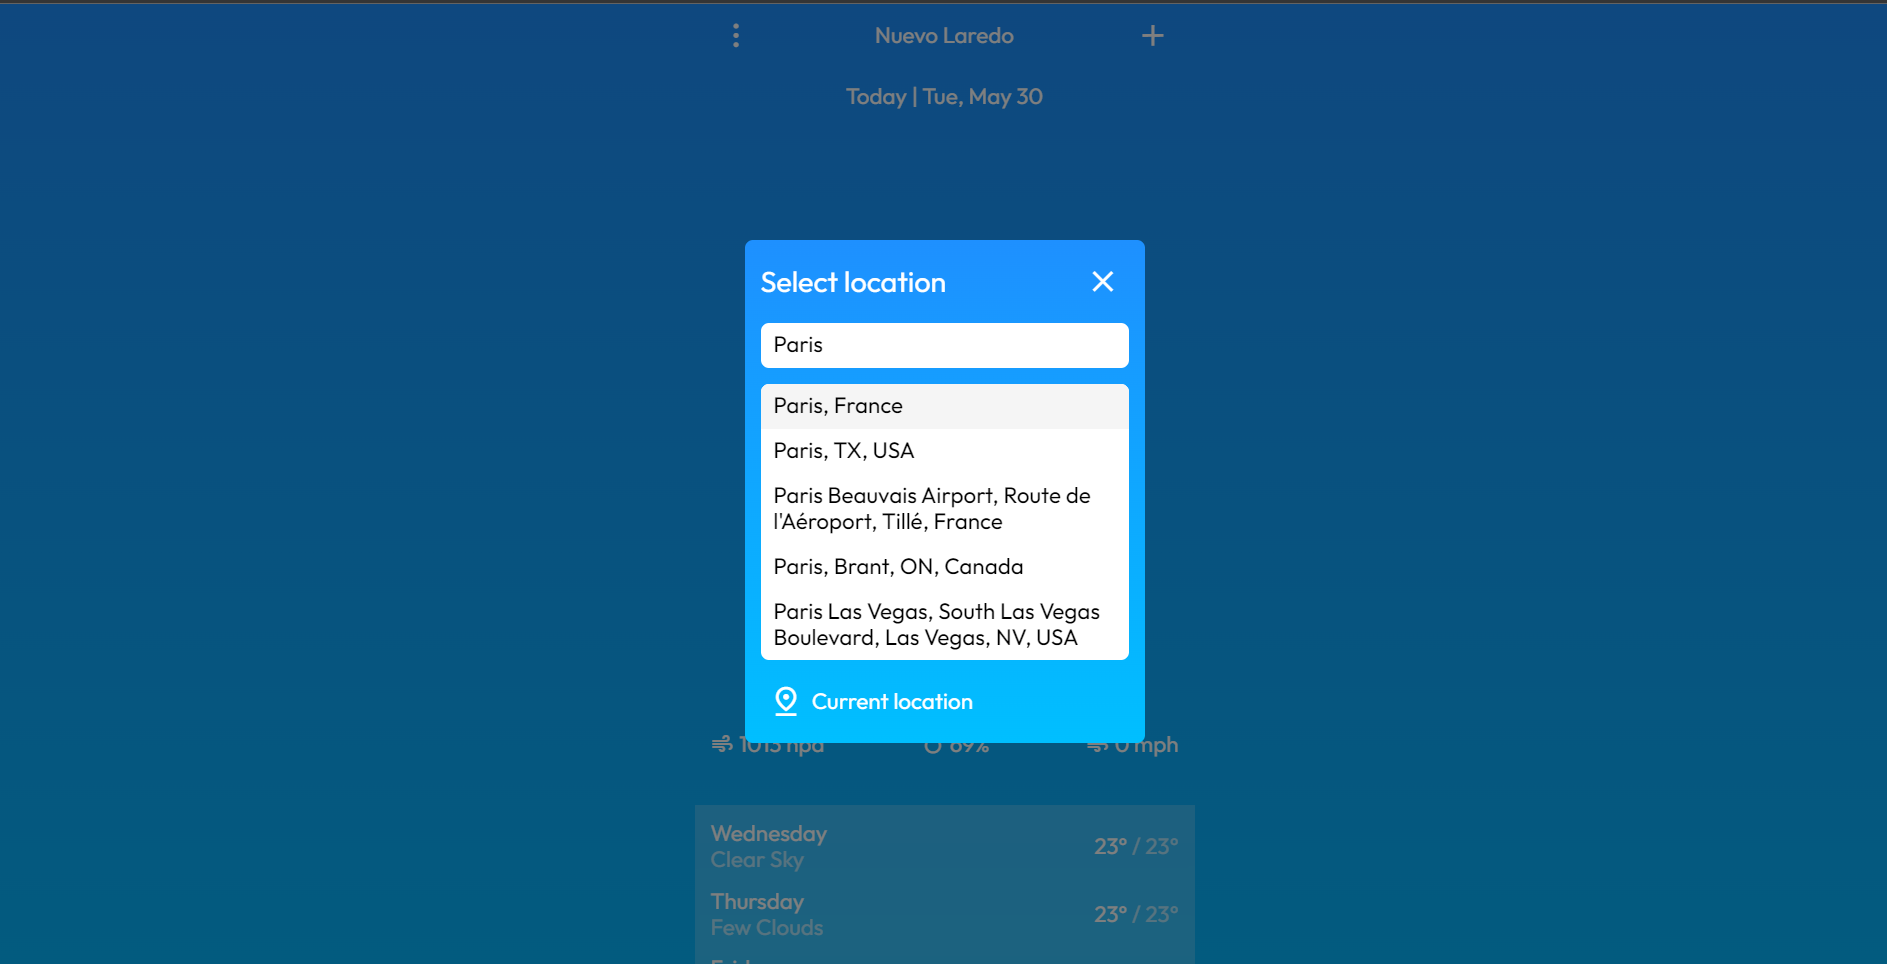 Nuevo Laredo
Today | Tue, May 30
Select location
Paris
Paris, France
Paris, TX, USA
Paris Beauvais Airport, Route de
l'Aéroport, Tillé, France
Paris, Brant, ON, Canada
Paris Las Vegas, South Las Vegas
Boulevard, Las Vegas, NV, USA
Current location
hpa 69% 0 mph
Wednesday
Clear Sky
23° / 23°
Thursday
Few Clouds
23° / 23°